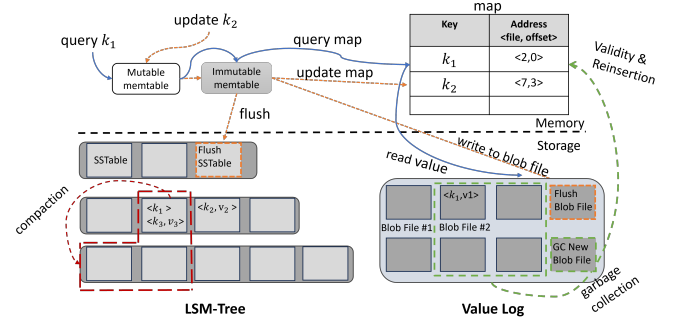 map
update k₂
query k₁
query map
Key
Address
<file, offset>
k₁
<2,0>
k₂
<7,3>
Validity &
Reinsertion
Mutable
memtable
Immutable
memtable
update map
flush
Memory
Storage
write to blob file
read value
SSTable
Flush
SSTable
compaction
<k₁ >
<k₃, v₃>
<k₂,v₂ >
<k₁,v1>
Flush
Blob File
Blob File #1
Blob File #2
GC New
Blob File
garbage
collection
LSM-Tree
Value Log